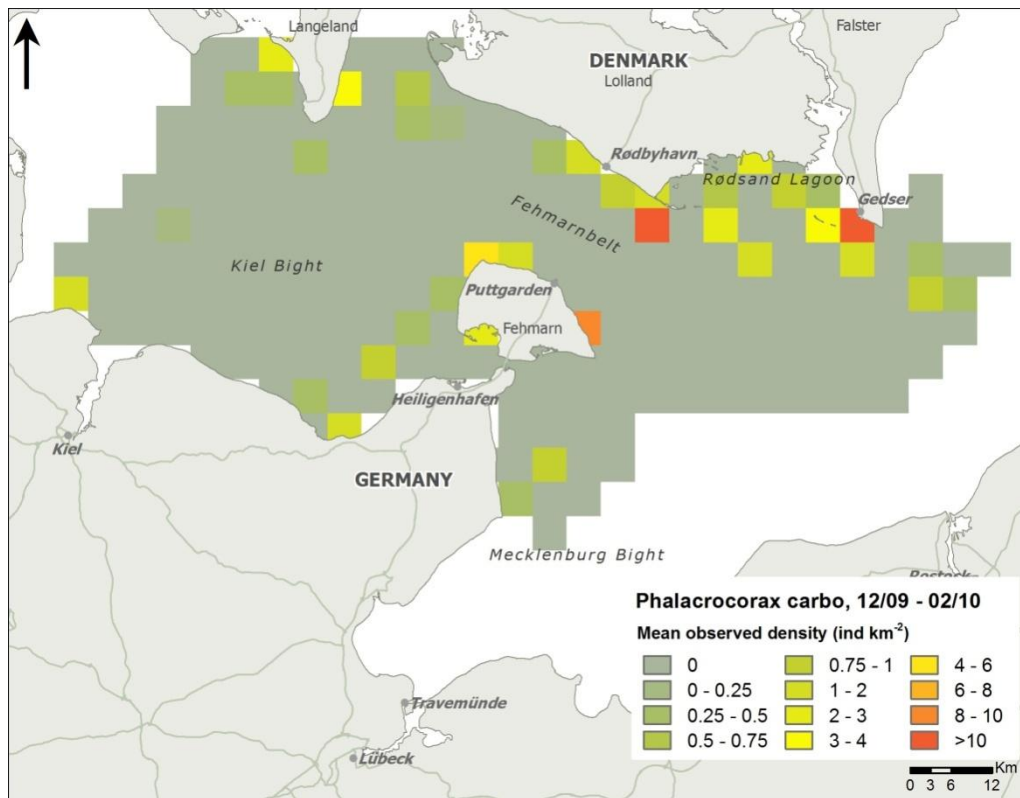 Langeland
Falster
DENMARK
Lolland
Rødbyhavn
Rødsand Lagoon
Gedser
Fehmarnbelt
Kiel Bight
Puttgarden
Fehmarn
Heiligenhafen
Kiel
GERMANY
Mecklenburg Bight
Travemünde
Lübeck
Phalacrocorax carbo, 12/09 - 02/10
Mean observed density (ind km-2)
0
0 - 0.25
0.25 - 0.5
0.5 - 0.75
0.75 - 1
1 - 2
2 - 3
3 - 4
4 - 6
6 - 8
8 - 10
>10
Km
0 3 6 12